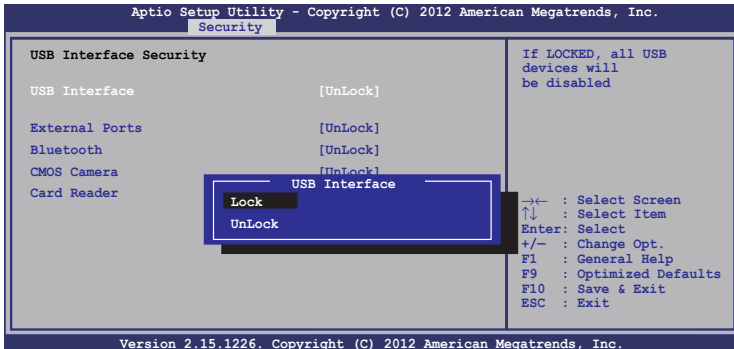 Aptio Setup Utility - Copyright (C) 2012 American Megatrends, Inc.
Security
USB Interface Security
USB Interface [UnLock]
External Ports [UnLock]
Bluetooth [UnLock]
CMOS Camera [UnLock]
Card Reader
USB Interface
Lock
UnLock
If LOCKED, all USB
devices will
be disabled
→← : Select Screen
↑↓ : Select Item
Enter: Select
+/— : Change Opt.
F1 : General Help
F9 : Optimized Defaults
F10 : Save & Exit
ESC : Exit
Version 2.15.1226. Copyright (C) 2012 American Megatrends, Inc.